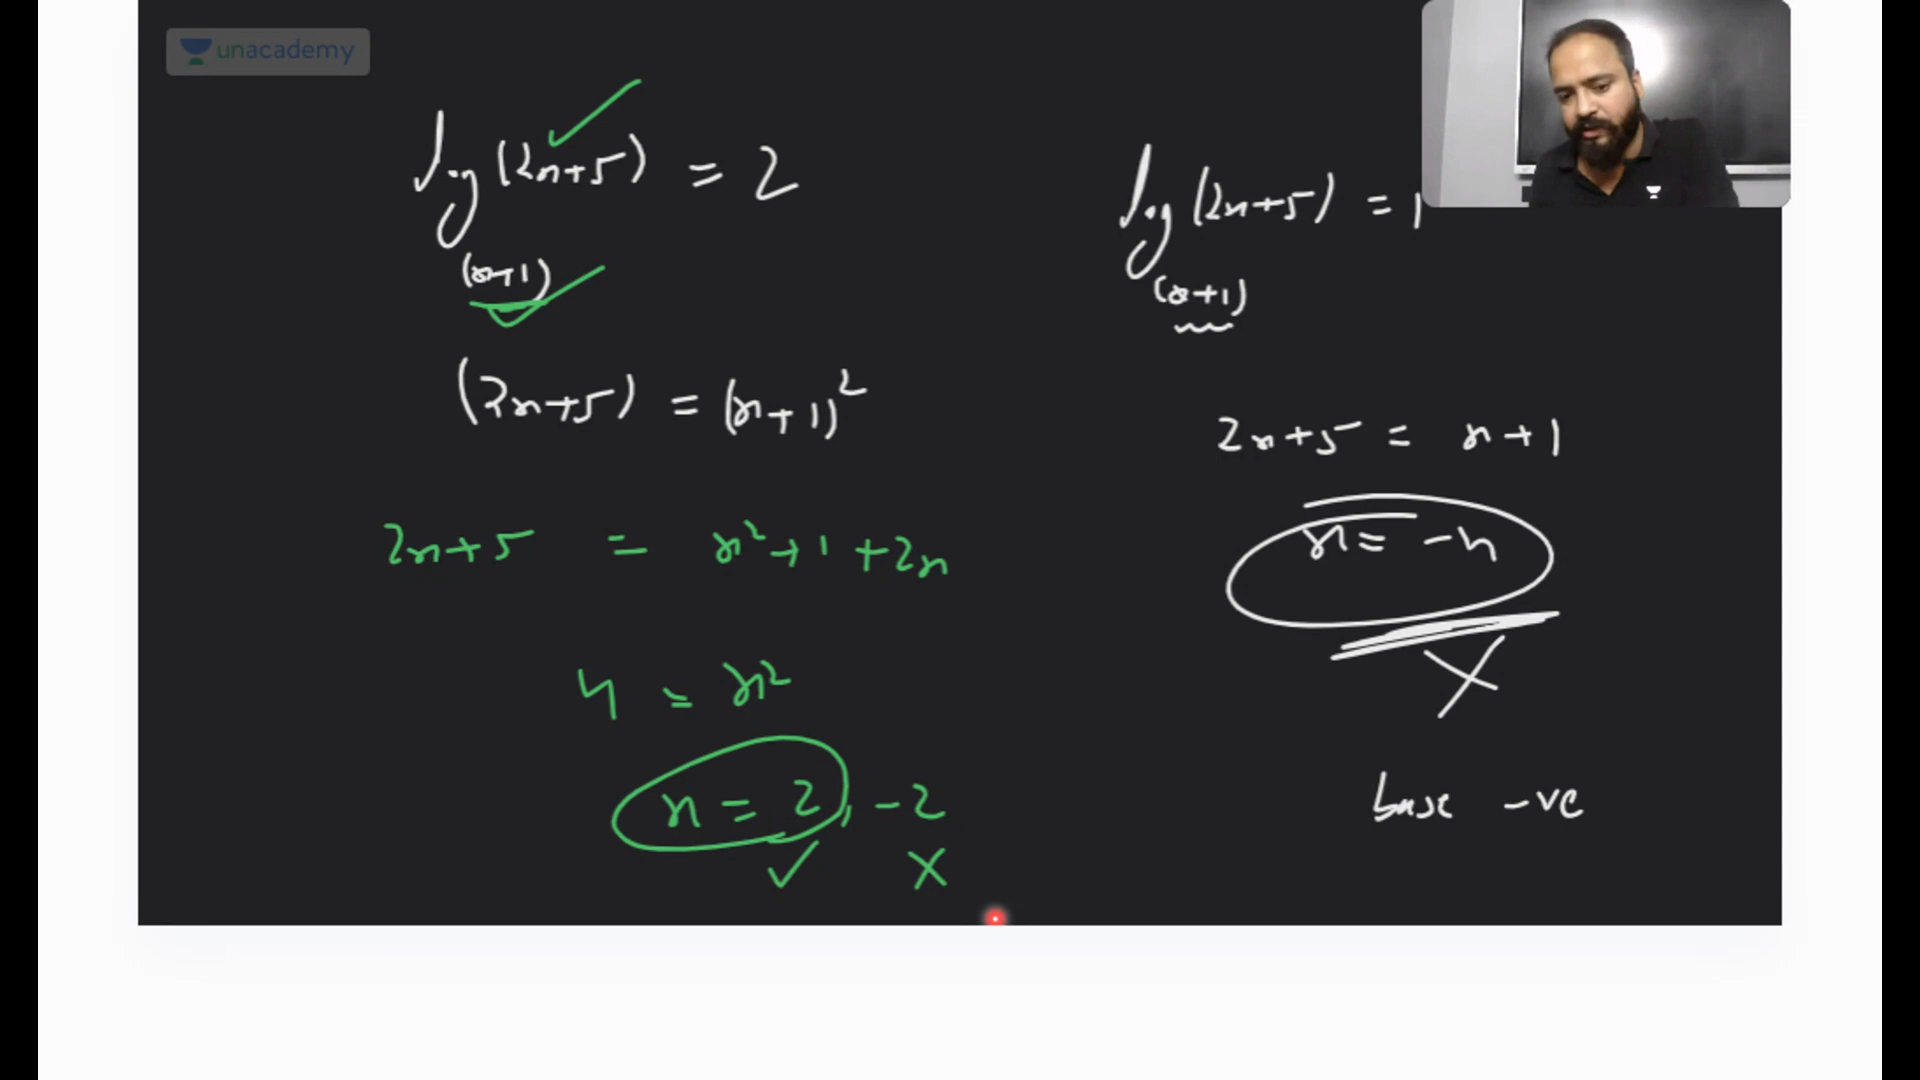 unacademy
log(2x+5) = 2
(x+1)
(2x+5) = (x+1)²
2x+5 = x²+1+2x
4 = x²
x = 2, -2
✓ X
log(2x+5) = 1
(x+1)
2x+5 = x+1
x = -4
X
base -ve